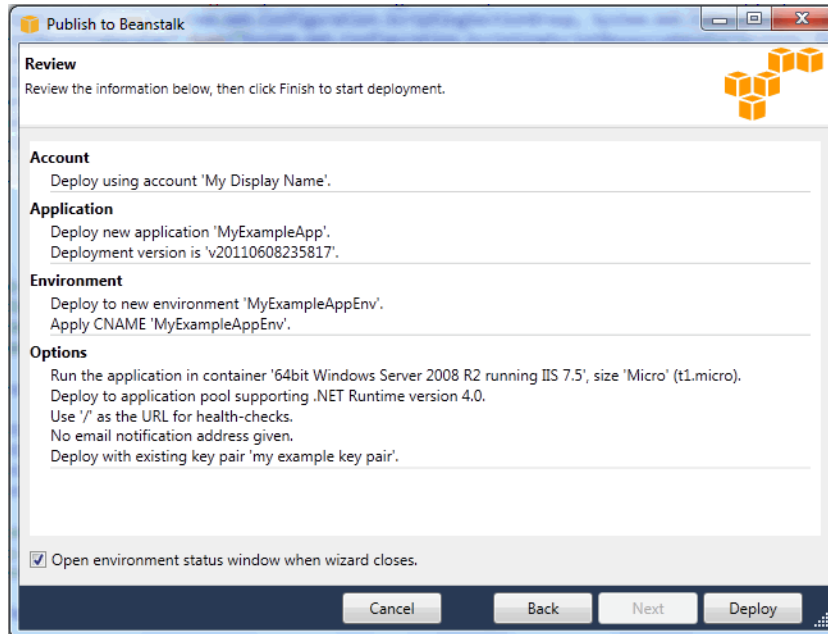 Publish to Beanstalk
Review
Review the information below, then click Finish to start deployment.
Account
Deploy using account 'My Display Name'.
Application
Deploy new application 'MyExampleApp'.
Deployment version is 'v20110608235817'.
Environment
Deploy to new environment 'MyExampleAppEnv'.
Apply CNAME 'MyExampleAppEnv'.
Options
Run the application in container '64bit Windows Server 2008 R2 running IIS 7.5', size 'Micro' (t1.micro).
Deploy to application pool supporting .NET Runtime version 4.0.
Use '/' as the URL for health-checks.
No email notification address given.
Deploy with existing key pair 'my example key pair'.
Open environment status window when wizard closes.
Cancel Back Next Deploy